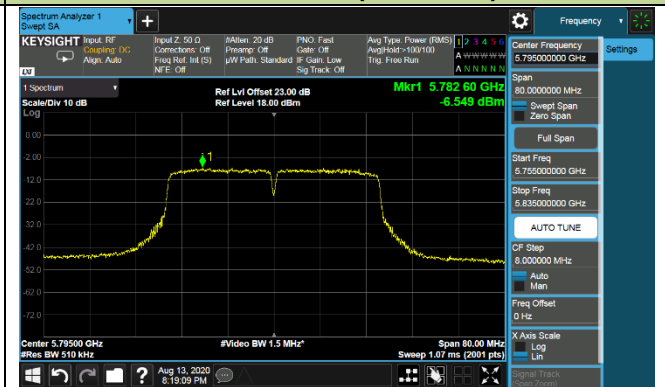 Spectrum Analyzer 1
Swept SA
+
Frequency
KEYSIGHT
Input: RF
Coupling: DC
Align: Auto
Input Z: 50 Ω
Corrections: Off
Freq Ref: Int (S)
NFE: Off
#Atten: 20 dB
Preamp: Off
µW Path: Standard
PNO: Fast
Gate: Off
IF Gain: Low
Sig Track: Off
Avg Type: Power (RMS)
Avg|Hold:>100/100
Trig: Free Run
1 2 3 4 5 6
A W W W W W
A N N N N N
LXI
1 Spectrum
Scale/Div 10 dB
Log
Ref Lvl Offset 23.00 dB
Ref Level 18.00 dBm
Mkr1 5.782 60 GHz
-6.549 dBm
8.00
-2.00
-12.0
-22.0
-32.0
-42.0
-52.0
-62.0
-72.0
1
Center 5.79500 GHz
#Res BW 510 kHz
#Video BW 1.5 MHz*
Span 80.00 MHz
Sweep 1.07 ms (2001 pts)
Center Frequency
5.795000000 GHz
Settings
Span
80.0000000 MHz
Swept Span
Zero Span
Full Span
Start Freq
5.755000000 GHz
Stop Freq
5.835000000 GHz
AUTO TUNE
CF Step
8.000000 MHz
Auto
Man
Freq Offset
0 Hz
X Axis Scale
Log
Lin
Signal Track
(Span Zoom)
?
Aug 13, 2020
8:19:09 PM